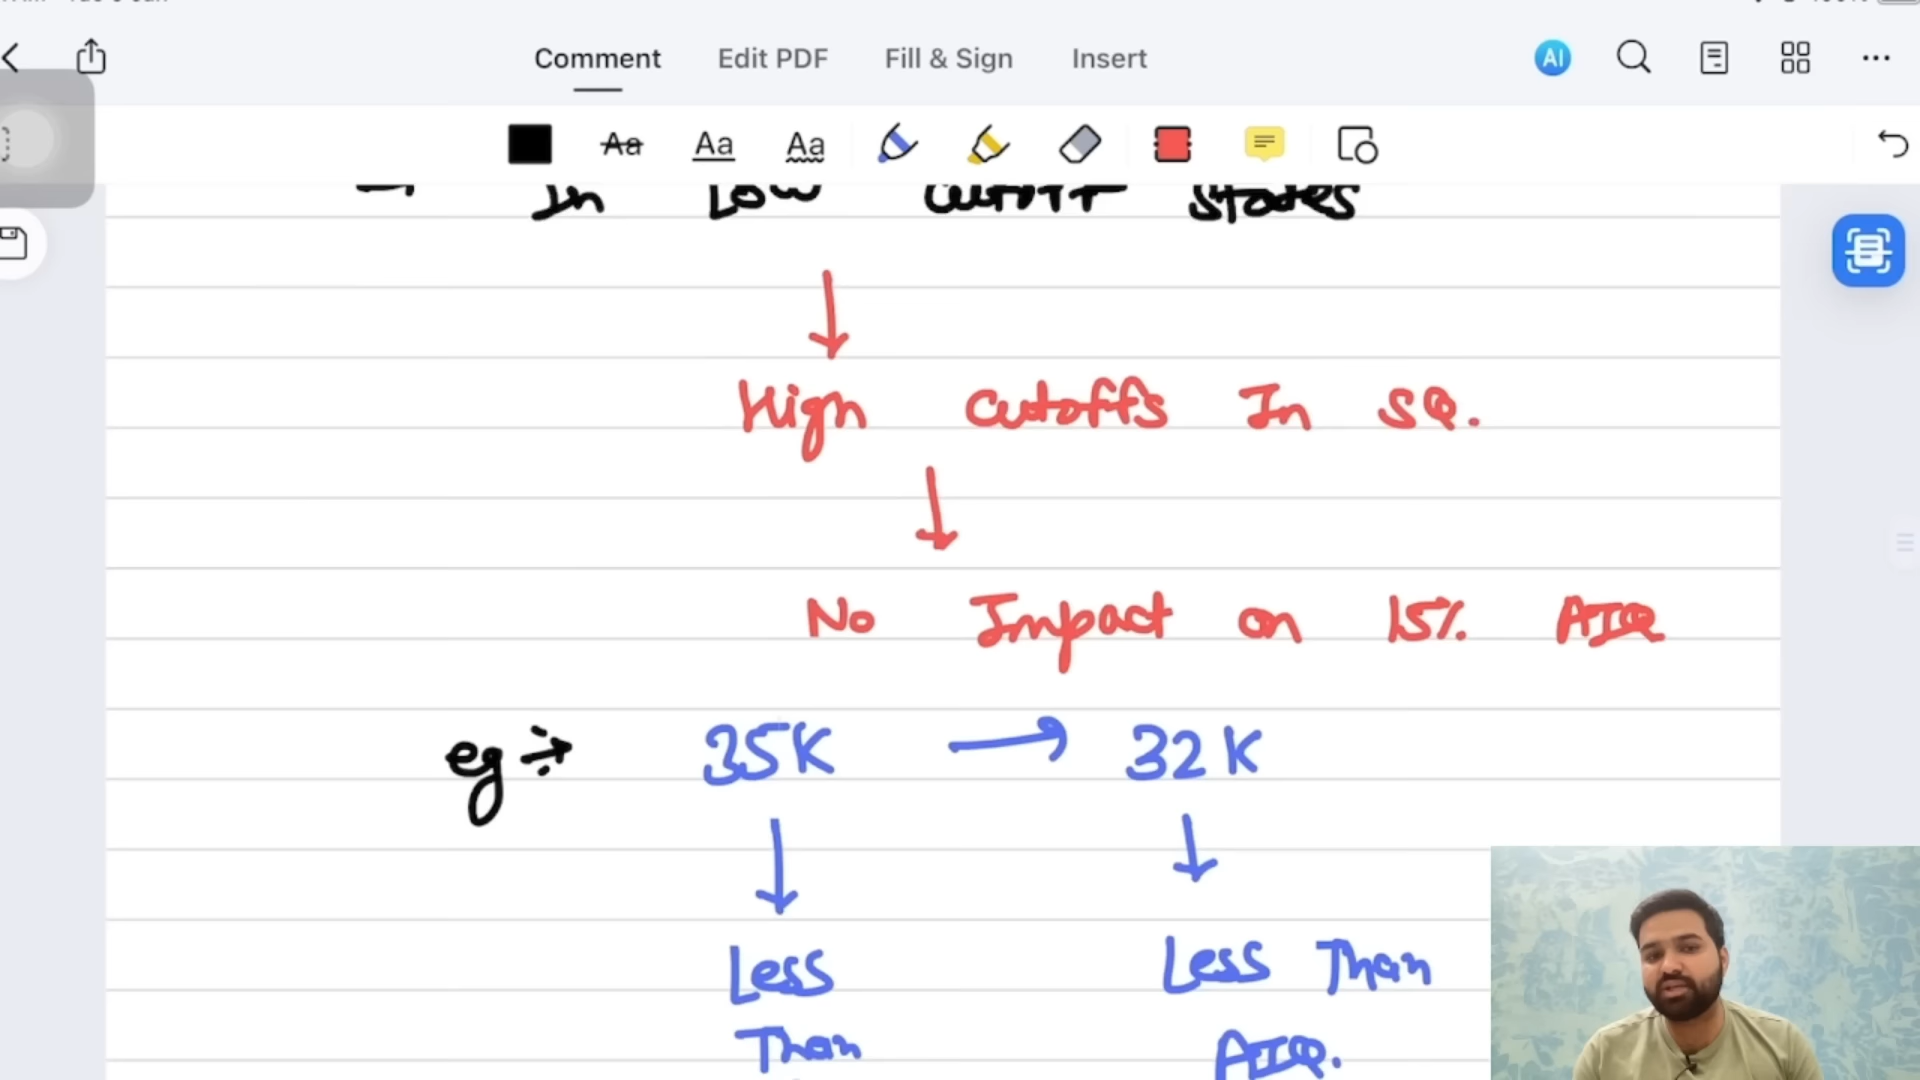 Comment Edit PDF Fill & Sign Insert AI
Aa Aa Aa
In Low Cutoff States
High Cutoffs In SQ.
No Impact on 15% AIQ
eg 35K → 32K
Less Less Than
Than AIQ.